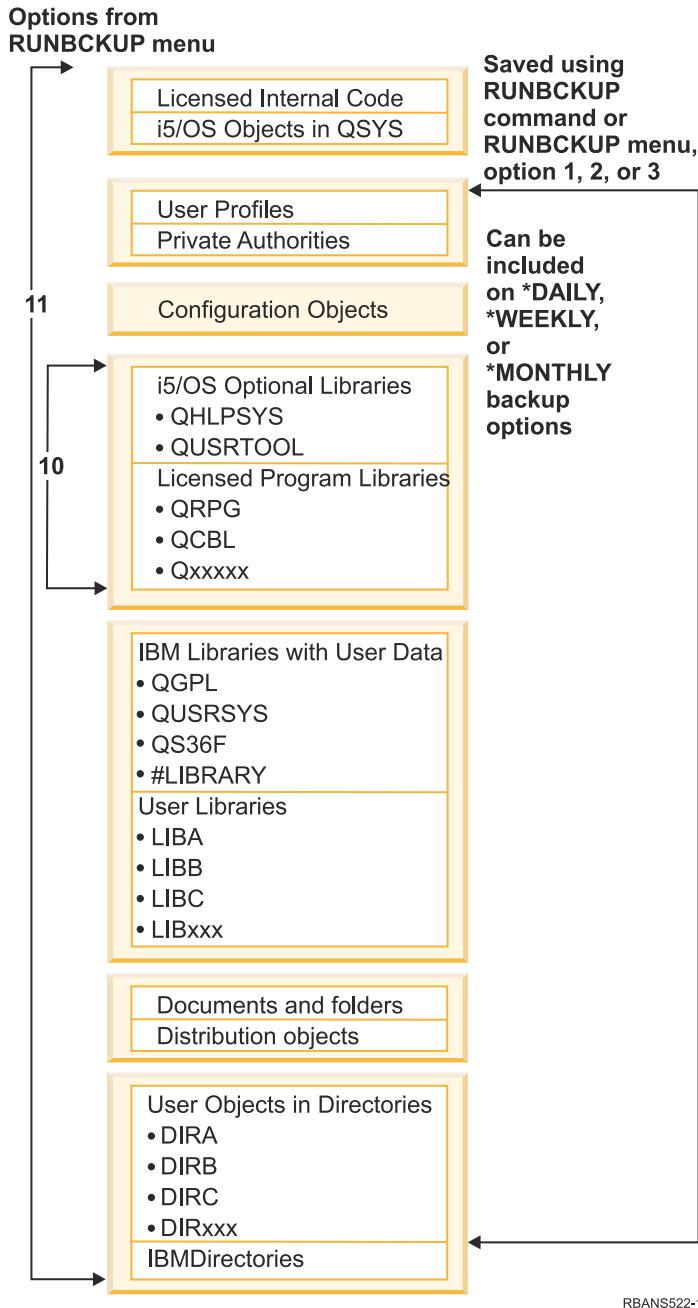 Options from
RUNBCKUP menu
Licensed Internal Code
i5/OS Objects in QSYS
Saved using
RUNBCKUP
command or
RUNBCKUP menu,
option 1, 2, or 3
User Profiles
Private Authorities
Can be
included
on *DAILY,
*WEEKLY,
or
*MONTHLY
backup
options
11
Configuration Objects
10
i5/OS Optional Libraries
• QHLPSYS
• QUSRTOOL
Licensed Program Libraries
• QRPG
• QCBL
• Qxxxxx
IBM Libraries with User Data
• QGPL
• QUSRSYS
• QS36F
• #LIBRARY
User Libraries
• LIBA
• LIBB
• LIBC
• LIBxxx
Documents and folders
Distribution objects
User Objects in Directories
• DIRA
• DIRB
• DIRC
• DIRxxx
IBMDirectories